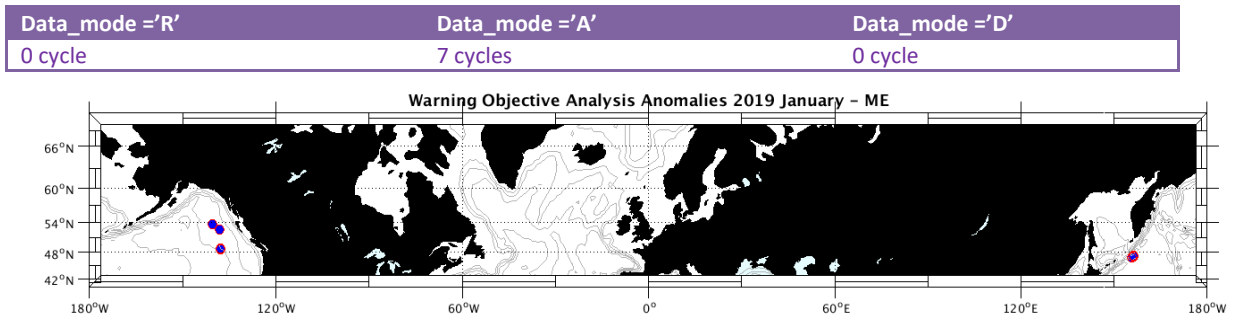 Data_mode =’R’ Data_mode =’A’ Data_mode =’D’
0 cycle 7 cycles 0 cycle
Warning Objective Analysis Anomalies 2019 January – ME
66°N
60°N
54°N
48°N
42°N
180°W 120°W 60°W 0° 60°E 120°E 180°W